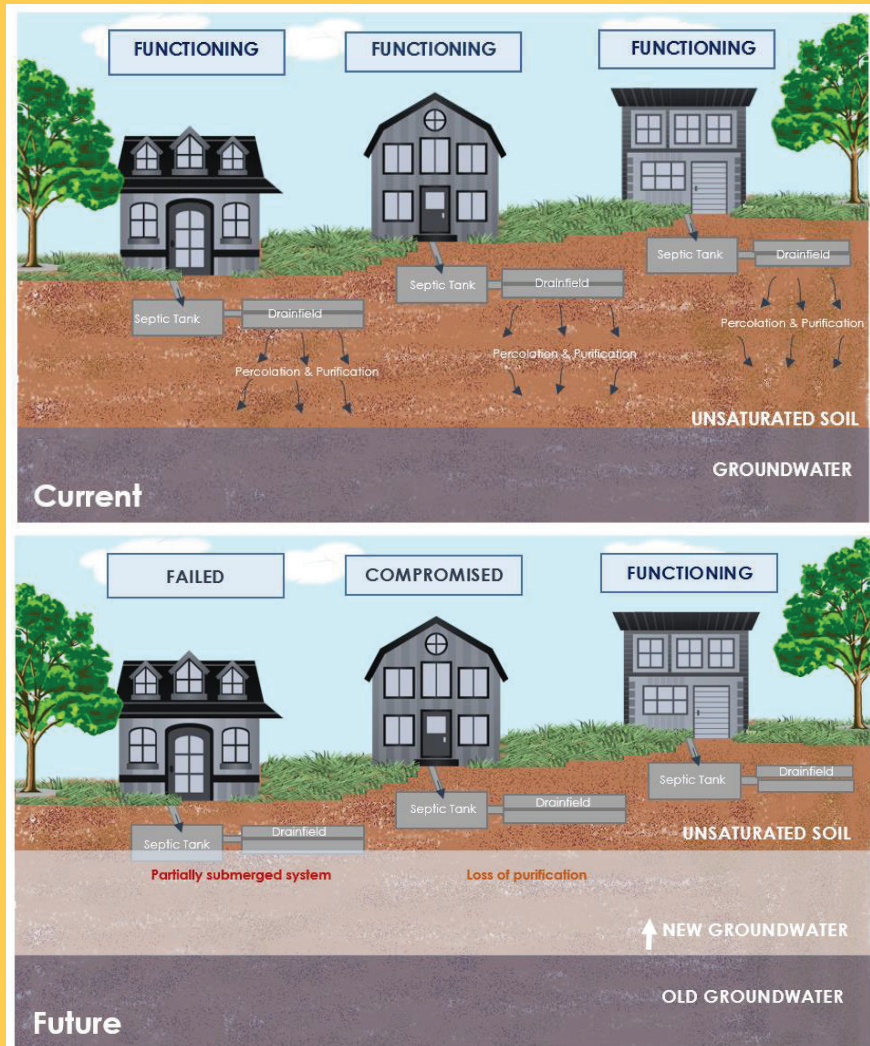 FUNCTIONING
FUNCTIONING
FUNCTIONING
Septic Tank
Drainfield
Septic Tank
Drainfield
Septic Tank
Drainfield
Percolation & Purification
Percolation & Purification
Percolation & Purification
UNSATURATED SOIL
GROUNDWATER
Current
FAILED
COMPROMISED
FUNCTIONING
Septic Tank
Drainfield
Septic Tank
Drainfield
Septic Tank
Drainfield
UNSATURATED SOIL
Partially submerged system
Loss of purification
NEW GROUNDWATER
OLD GROUNDWATER
Future